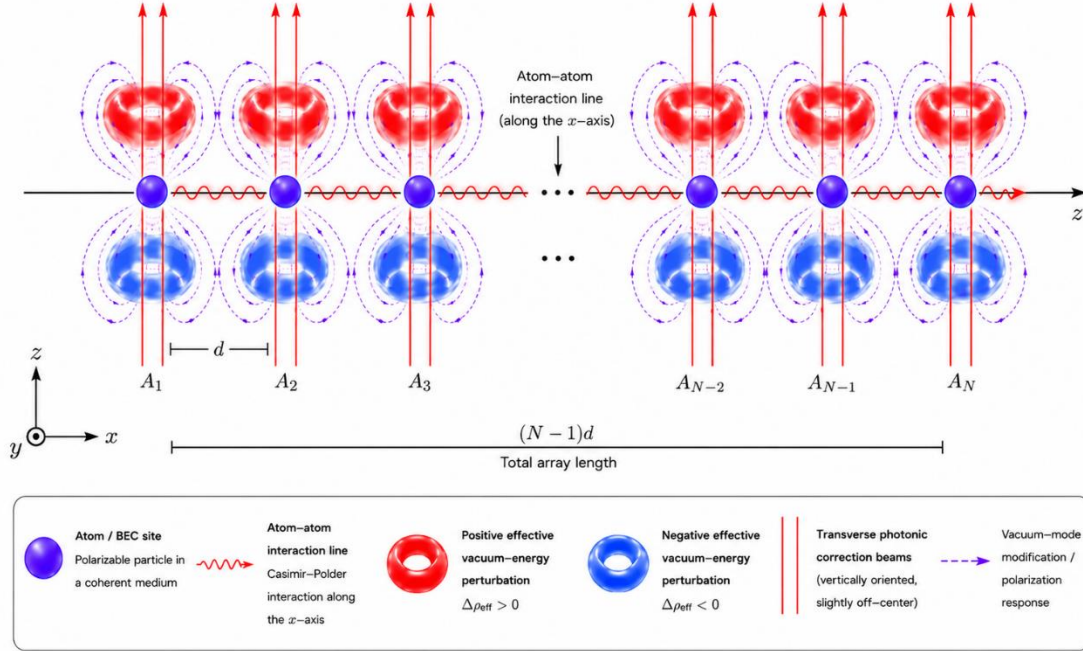 Atom–atom
interaction line
(along the x–axis)
z
d
A₁
A₂
A₃
Aₙ₋₂
Aₙ₋₁
Aₙ
z
y
x
(N − 1)d
Total array length
Atom / BEC site
Polarizable particle in
a coherent medium
Atom–atom
interaction line
Casimir–Polder
interaction along
the x–axis
Positive effective
vacuum–energy
perturbation
Δρeff > 0
Negative effective
vacuum–energy
perturbation
Δρeff < 0
Transverse photonic
correction beams
(vertically oriented,
slightly off–center)
Vacuum–mode
modification /
polarization
response